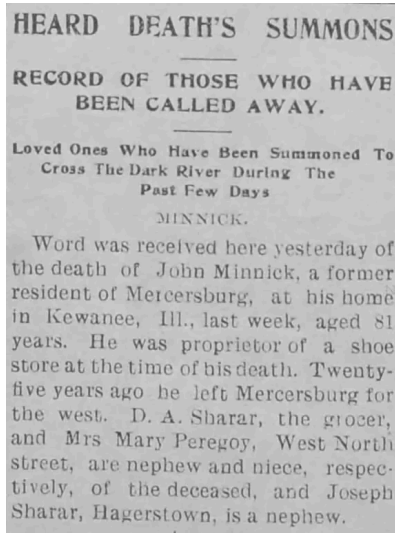 HEARD DEATH'S SUMMONS
RECORD OF THOSE WHO HAVE
BEEN CALLED AWAY.
Loved Ones Who Have Been Summoned To
Cross The Dark River During The
Past Few Days
MINNICK.
Word was received here yesterday of
the death of John Minnick, a former
resident of Mercersburg, at his home
in Kewanee, Ill., last week, aged 81
years. He was proprietor of a shoe
store at the time of his death. Twenty-
five years ago he left Mercersburg for
the west. D. A. Sharar, the grocer,
and Mrs Mary Peregoy, West North
street, are nephew and niece, respec-
tively, of the deceased, and Joseph
Sharar, Hagerstown, is a nephew.